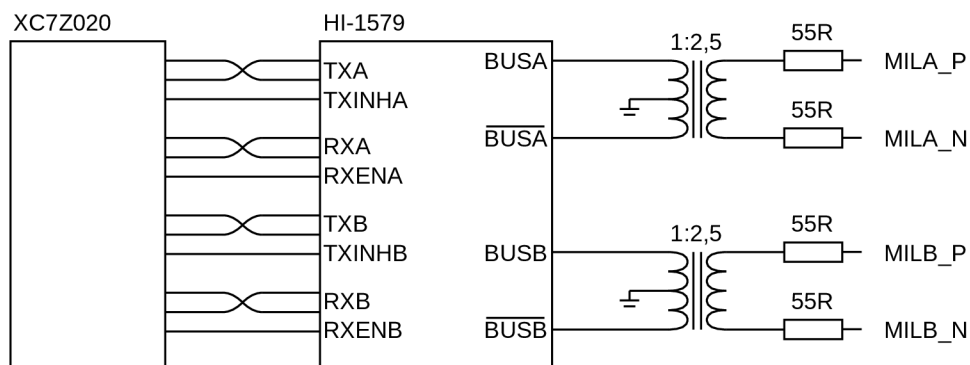 XC7Z020
HI-1579
TXA
TXINHA
RXA
RXENA
TXB
TXINHB
RXB
RXENB
BUSA
BUSA
BUSB
BUSB
1:2,5
55R
MILA_P
55R
MILA_N
1:2,5
55R
MILB_P
55R
MILB_N